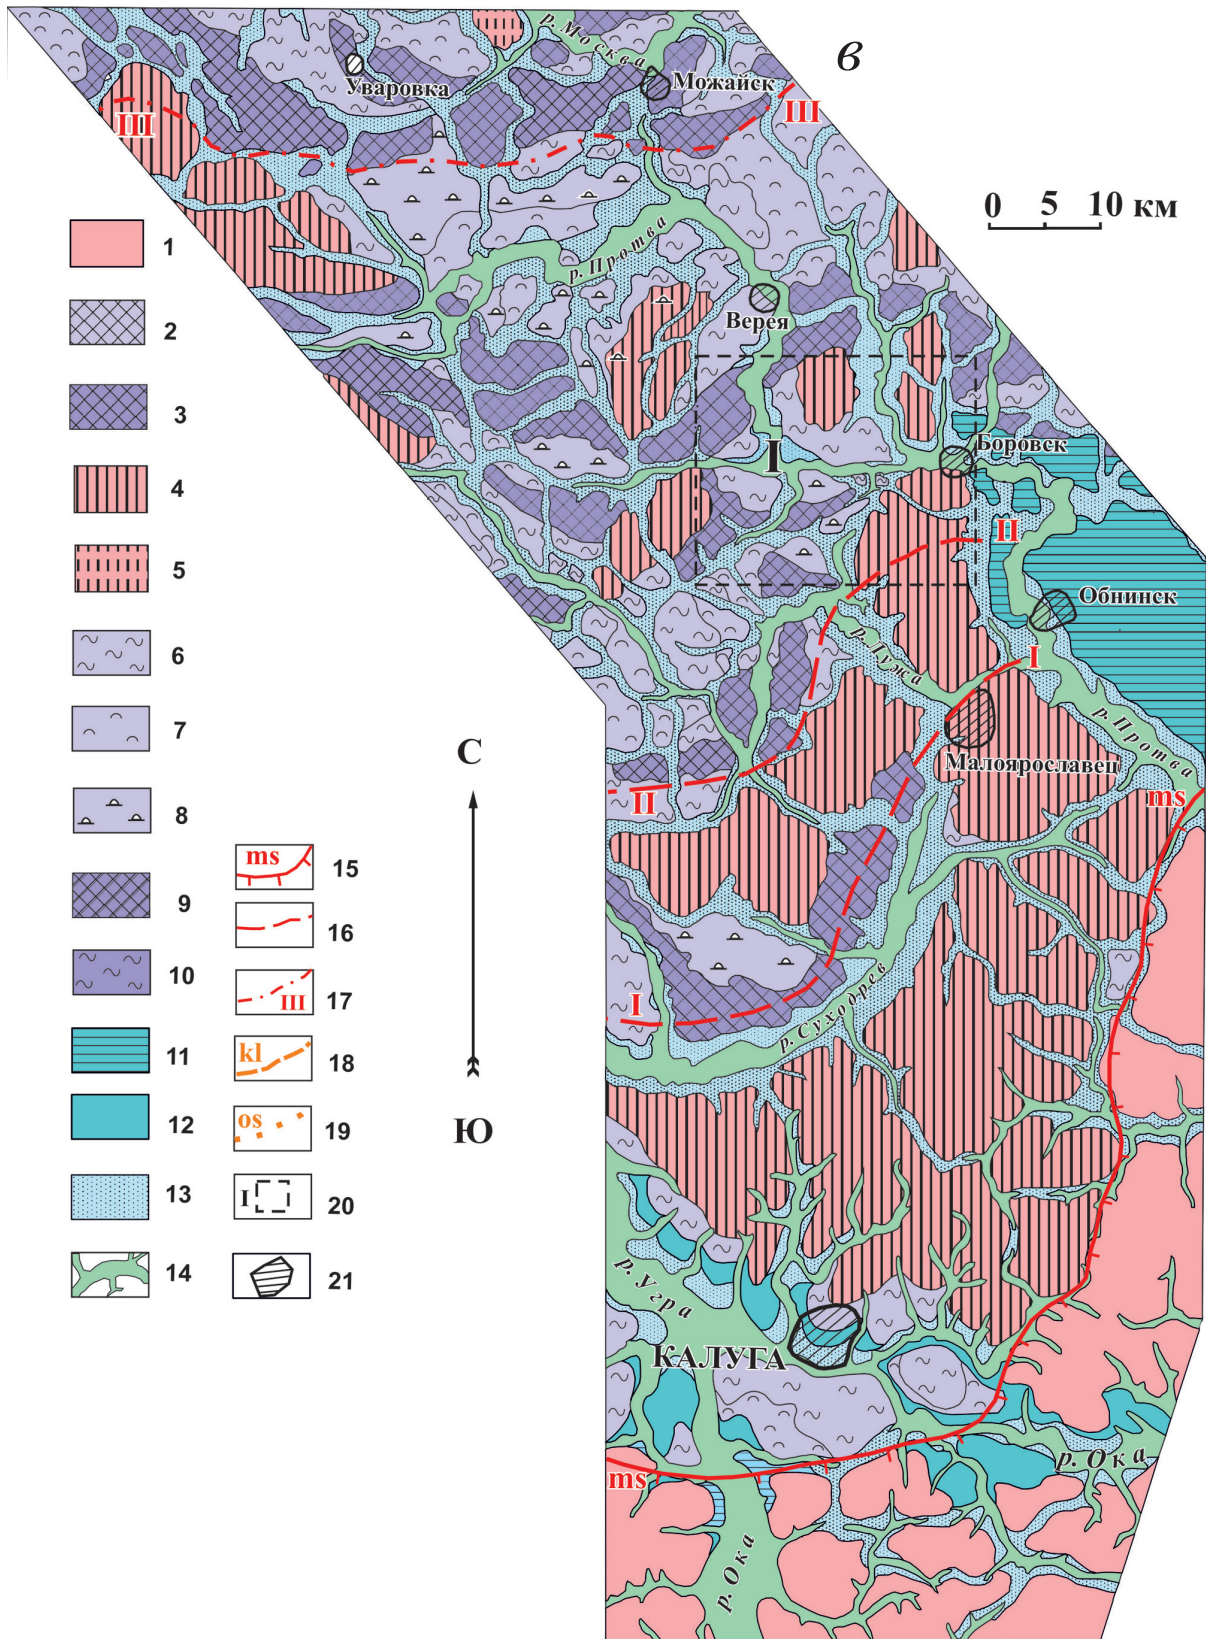 в
р. Москва
Уваровка
Можайск
III
III
0 5 10 км
р. Протва
Верея
I
Боровск
II
Обнинск
р. Лужа
I
р. Протва
Малоярославец
ms
II
I
р. Суходрев
р. Угра
КАЛУГА
р. Ока
ms
р. Ока
С
Ю
1
2
3
4
5
6
7
8
9
10
11
12
13
14
ms 15
16
III 17
kl 18
os 19
I 20
21